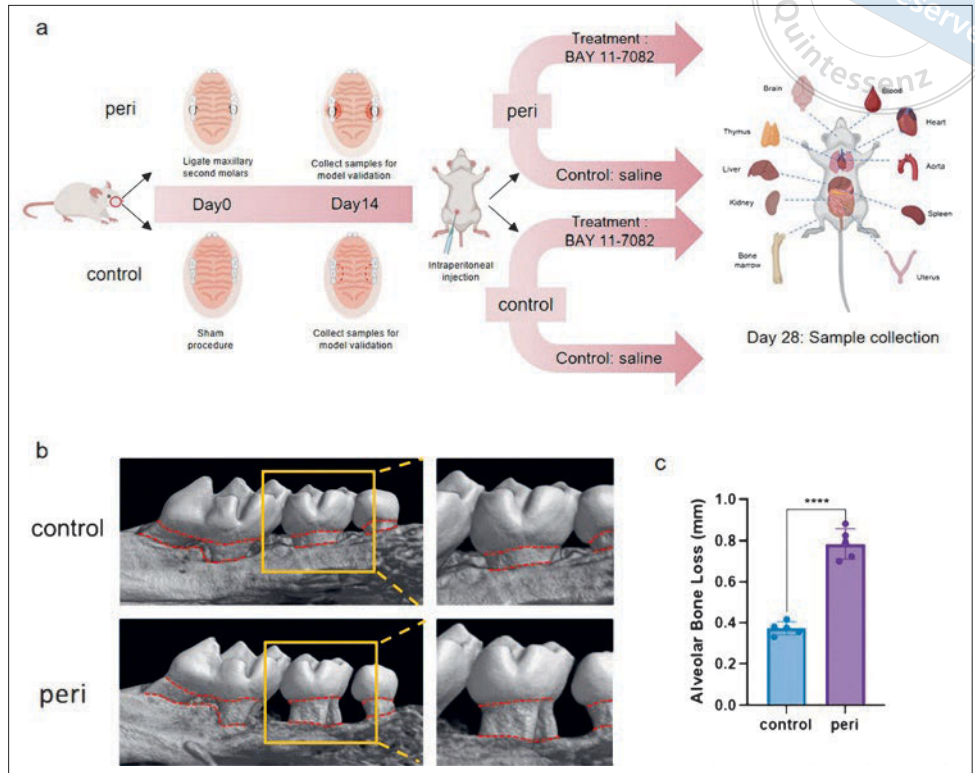 a
Quintessenz
peri
Ligate maxillary
second molars
Collect samples for
model validation
Day0
Day14
control
Sham
procedure
Collect samples for
model validation
Intraperitoneal
injection
Treatment :
BAY 11-7082
peri
Control: saline
Treatment :
BAY 11-7082
control
Control: saline
Brain
Blood
Thymus
Heart
Liver
Aorta
Kidney
Spleen
Bone
marrow
Uterus
Day 28: Sample collection
b
control
peri
c
Alveolar Bone Loss (mm)
1.0
0.8
0.6
0.4
0.2
0.0
****
control
peri